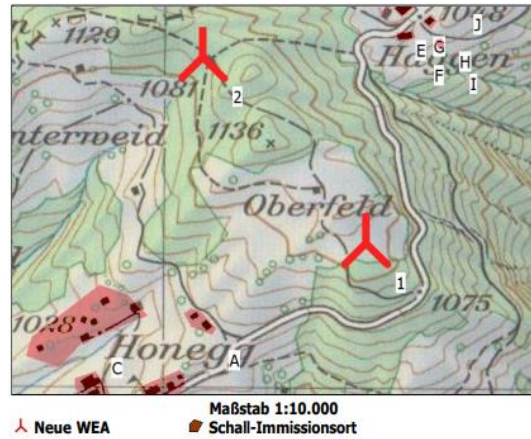 1129
1048
J
E
G
Haggen
H
F
I
1081
2
nterweid
1136
Oberfeld
1
1075
1028
Honegg
A
C
Maßstab 1:10.000
Neue WEA
Schall-Immissionsort